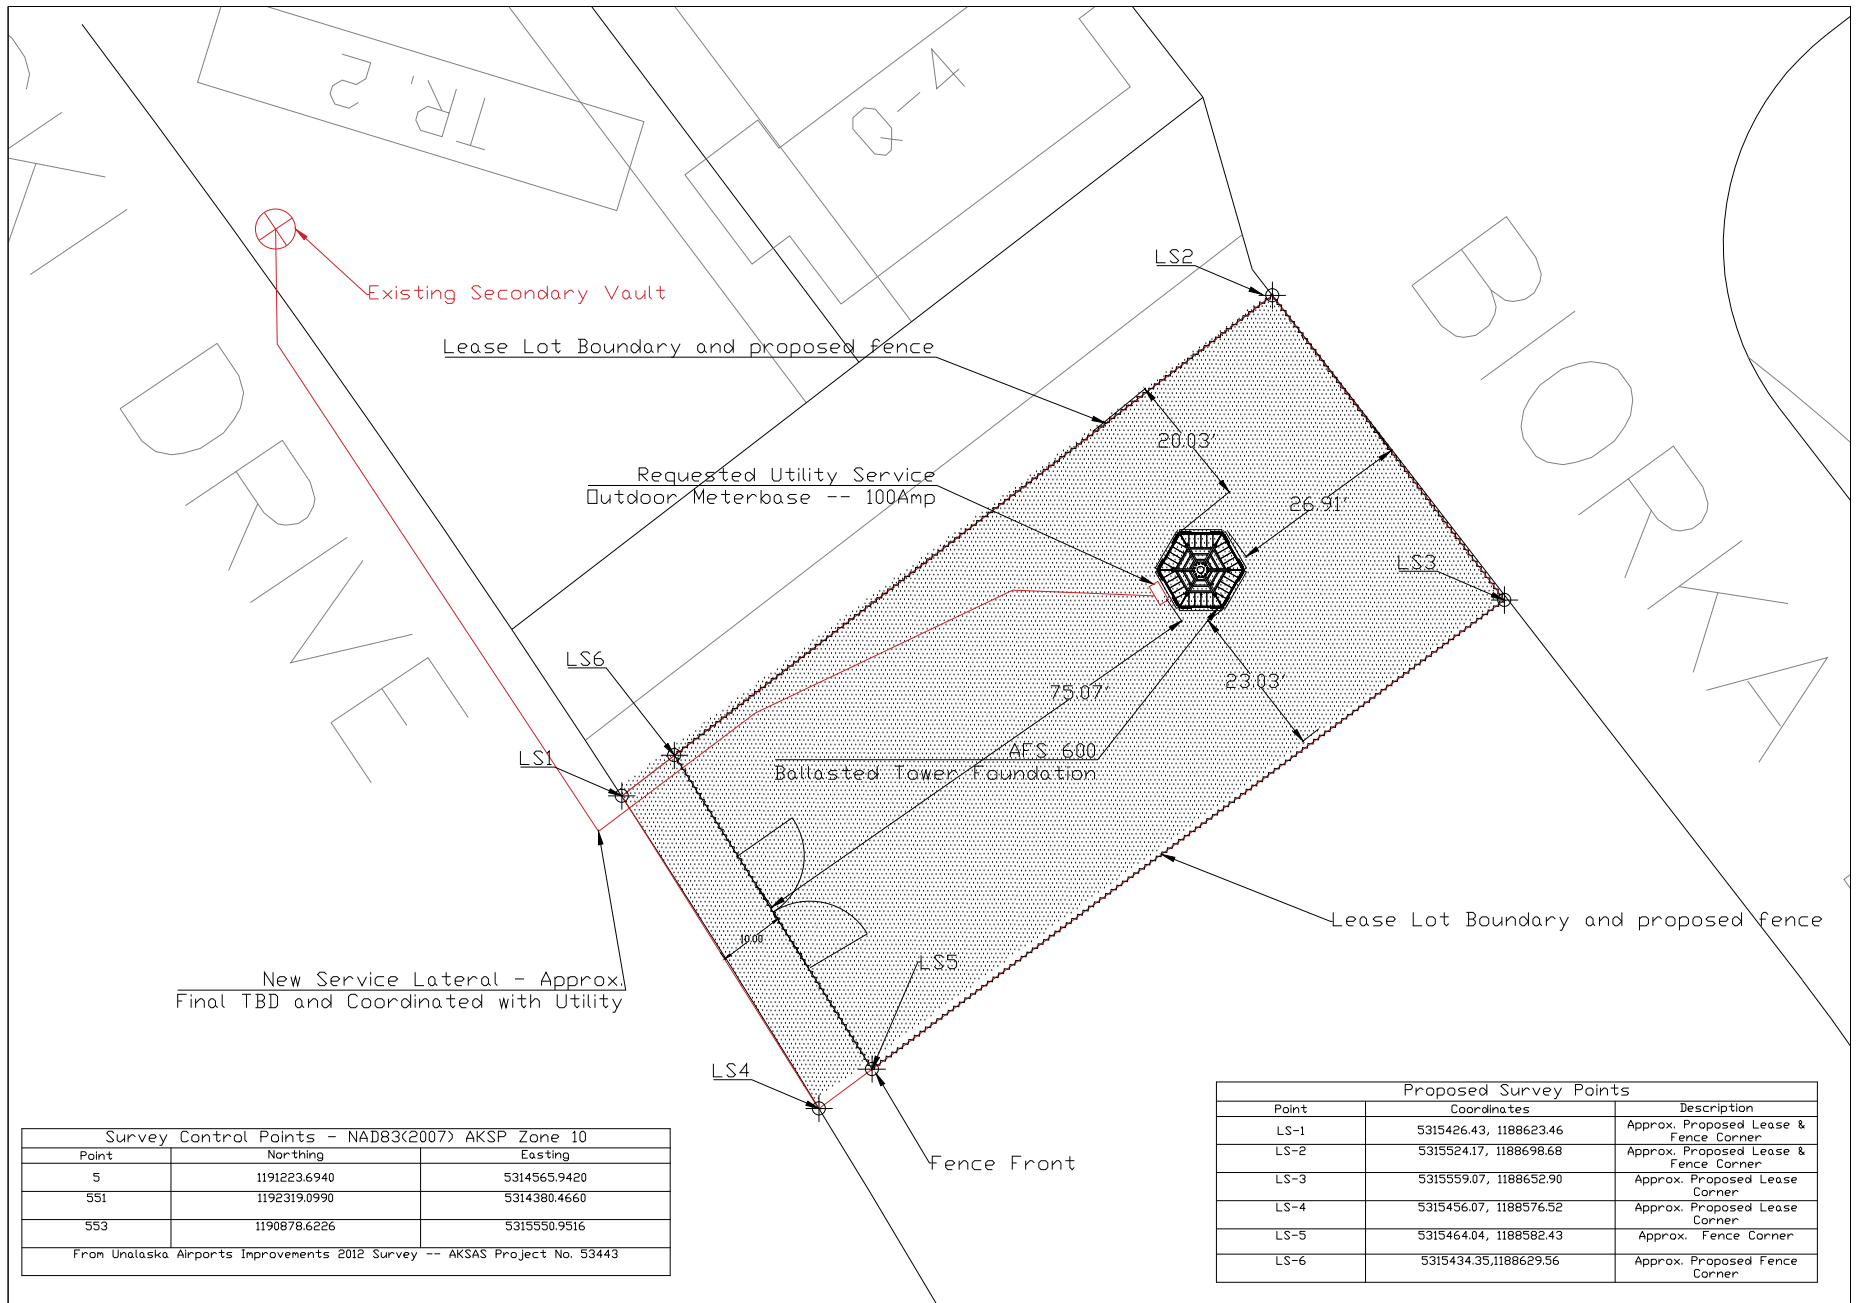 TR. 2
Q-4
DRIVE
BIORKA
Existing Secondary Vault
LS2
Lease Lot Boundary and proposed fence
20.03'
Requested Utility Service
Outdoor Meterbase -- 100Amp
26.91'
LS3
LS6
75.07'
23.03'
LS1
AFS 600
Ballasted Tower Foundation
10.00
Lease Lot Boundary and proposed fence
LS5
New Service Lateral - Approx.
Final TBD and Coordinated with Utility
LS4
Fence Front
Survey Control Points - NAD83(2007) AKSP Zone 10
Point Northing Easting
5 1191223.6940 5314565.9420
551 1192319.0990 5314380.4660
553 1190878.6226 5315550.9516
From Unalaska Airports Improvements 2012 Survey -- AKSAS Project No. 53443
Proposed Survey Points
Point Coordinates Description
LS-1 5315426.43, 1188623.46 Approx. Proposed Lease &
Fence Corner
LS-2 5315524.17, 1188698.68 Approx. Proposed Lease &
Fence Corner
LS-3 5315559.07, 1188652.90 Approx. Proposed Lease
Corner
LS-4 5315456.07, 1188576.52 Approx. Proposed Lease
Corner
LS-5 5315464.04, 1188582.43 Approx. Fence Corner
LS-6 5315434.35,1188629.56 Approx. Proposed Fence
Corner